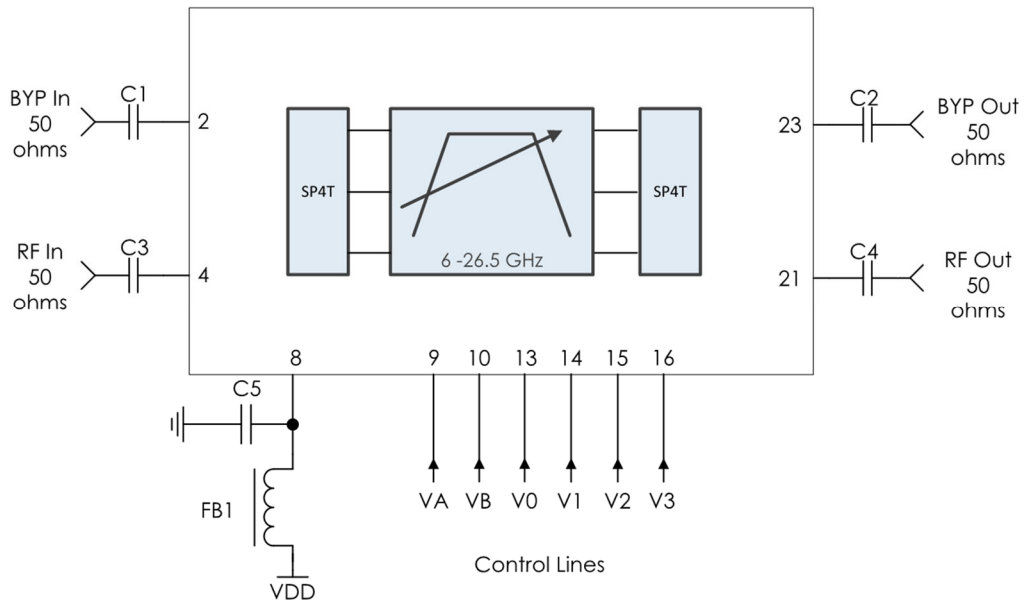 BYP In
50
ohms
C1
2
RF In
50
ohms
C3
4
SP4T
6 -26.5 GHz
SP4T
23
C2
BYP Out
50
ohms
21
C4
RF Out
50
ohms
8
9
10
13
14
15
16
C5
FB1
VDD
VA
VB
V0
V1
V2
V3
Control Lines